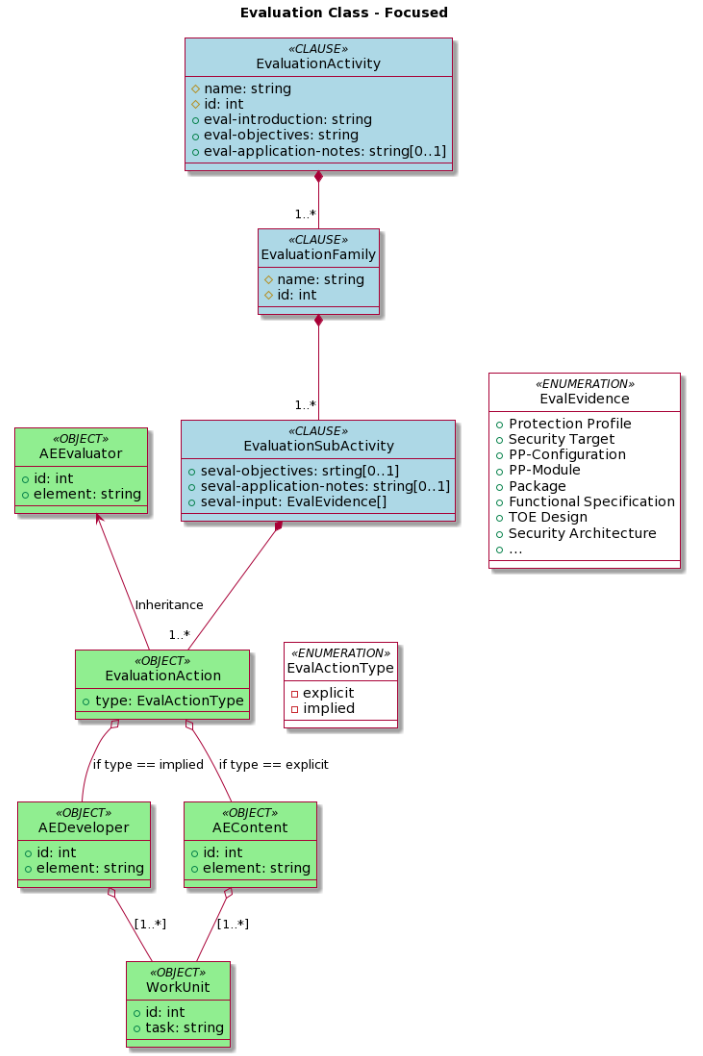 Evaluation Class - Focused
«CLAUSE»
EvaluationActivity
name: string
id: int
eval-introduction: string
eval-objectives: string
eval-application-notes: string[0..1]
1..*
«CLAUSE»
EvaluationFamily
name: string
id: int
1..*
«ENUMERATION»
EvalEvidence
Protection Profile
Security Target
PP-Configuration
PP-Module
Package
Functional Specification
TOE Design
Security Architecture
...
«OBJECT»
AEEvaluator
id: int
element: string
«CLAUSE»
EvaluationSubActivity
seval-objectives: srting[0..1]
seval-application-notes: string[0..1]
seval-input: EvalEvidence[]
Inheritance
1..*
«OBJECT»
EvaluationAction
type: EvalActionType
«ENUMERATION»
EvalActionType
explicit
implied
if type == implied
if type == explicit
«OBJECT»
AEDeveloper
id: int
element: string
«OBJECT»
AEContent
id: int
element: string
[1..*]
[1..*]
«OBJECT»
WorkUnit
id: int
task: string